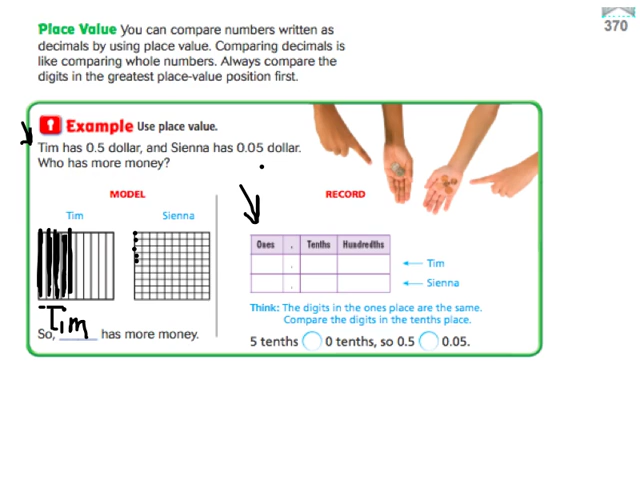 370
Place Value You can compare numbers written as
decimals by using place value. Comparing decimals is
like comparing whole numbers. Always compare the
digits in the greatest place-value position first.
Example Use place value.
Tim has 0.5 dollar, and Sienna has 0.05 dollar.
Who has more money?
MODEL
Tim Sienna
Tim
So, ____ has more money.
RECORD
Ones . Tenths Hundredths
. Tim
. Sienna
Think: The digits in the ones place are the same.
Compare the digits in the tenths place.
5 tenths ◯ 0 tenths, so 0.5 ◯ 0.05.